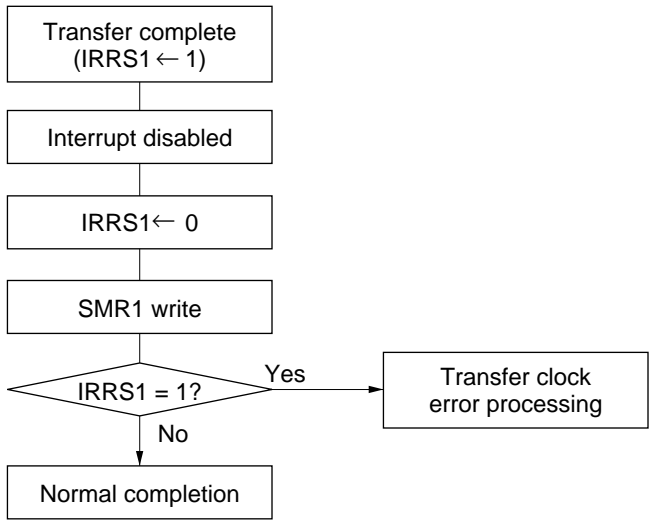 Transfer complete
(IRRS1 ← 1)
Interrupt disabled
IRRS1← 0
SMR1 write
IRRS1 = 1?
Yes
Transfer clock
error processing
No
Normal completion